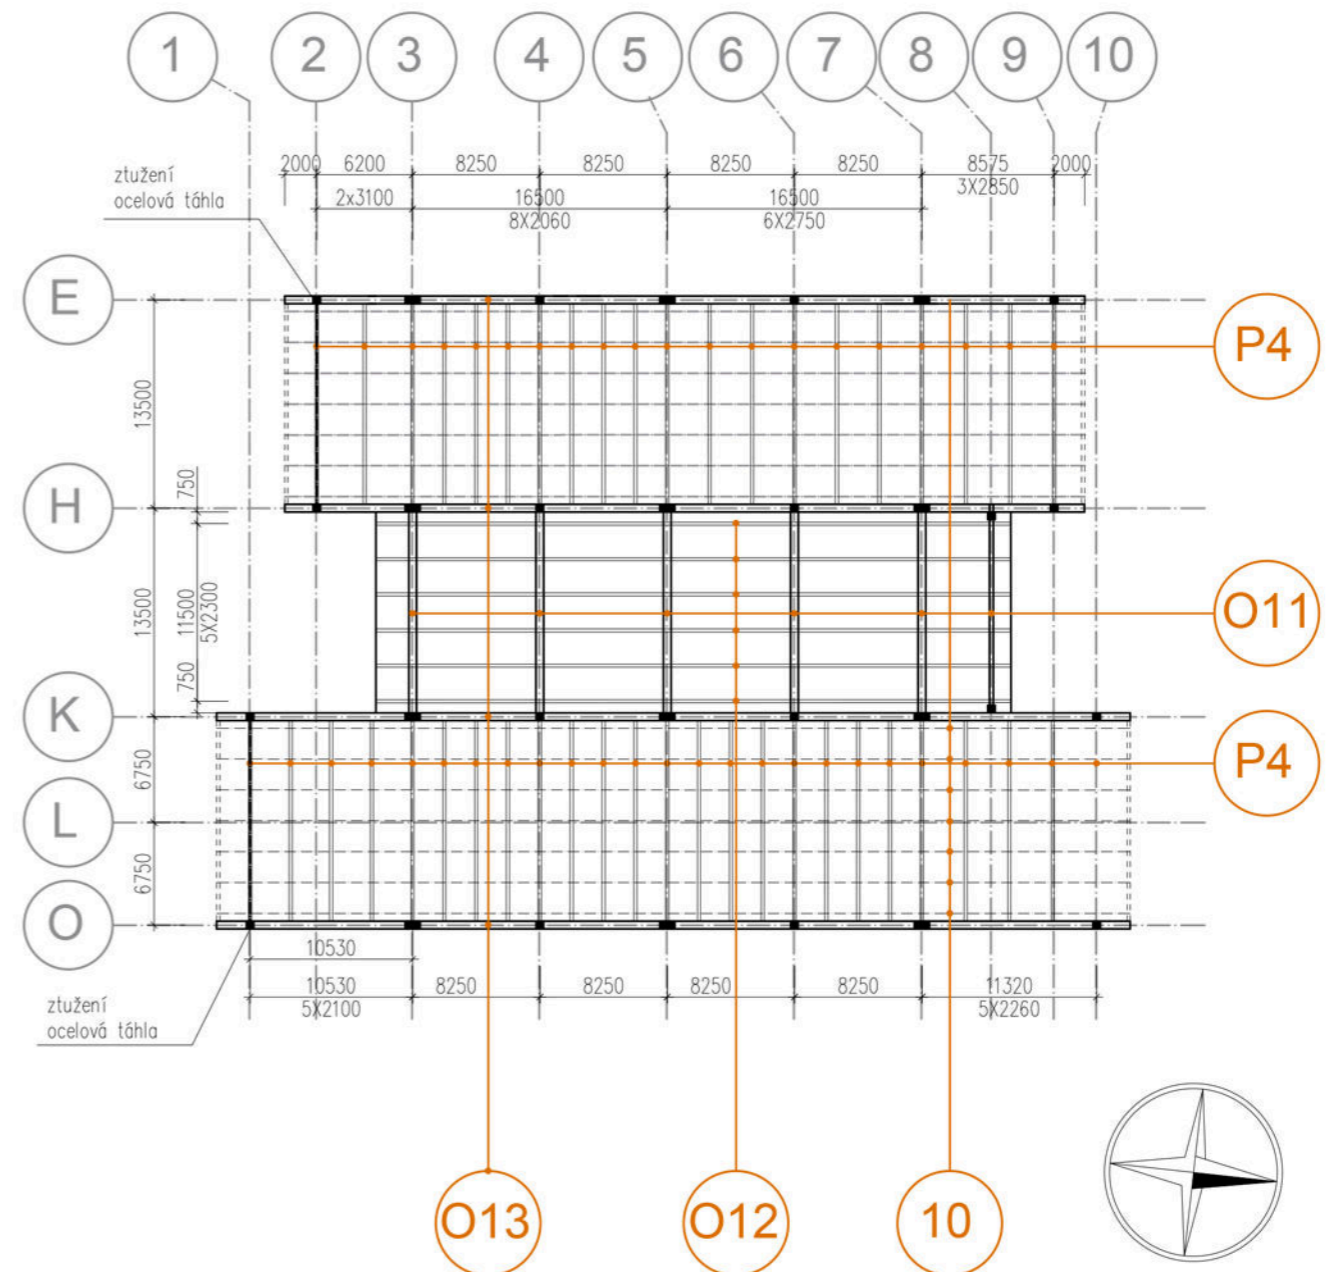 1 2 3 4 5 6 7 8 9 10
2000 6200 8250 8250 8250 8250 8575 2000
2x3100 16500 16500 3X2850
8X2060 6X2750
ztužení
ocelová táhla
E
P4
13500
H
750
13500
11500
5X2300
O11
750
K
6750
P4
L
6750
O
10530
10530 8250 8250 8250 8250 11320
5X2100 5X2260
ztužení
ocelová táhla
O13 O12 10